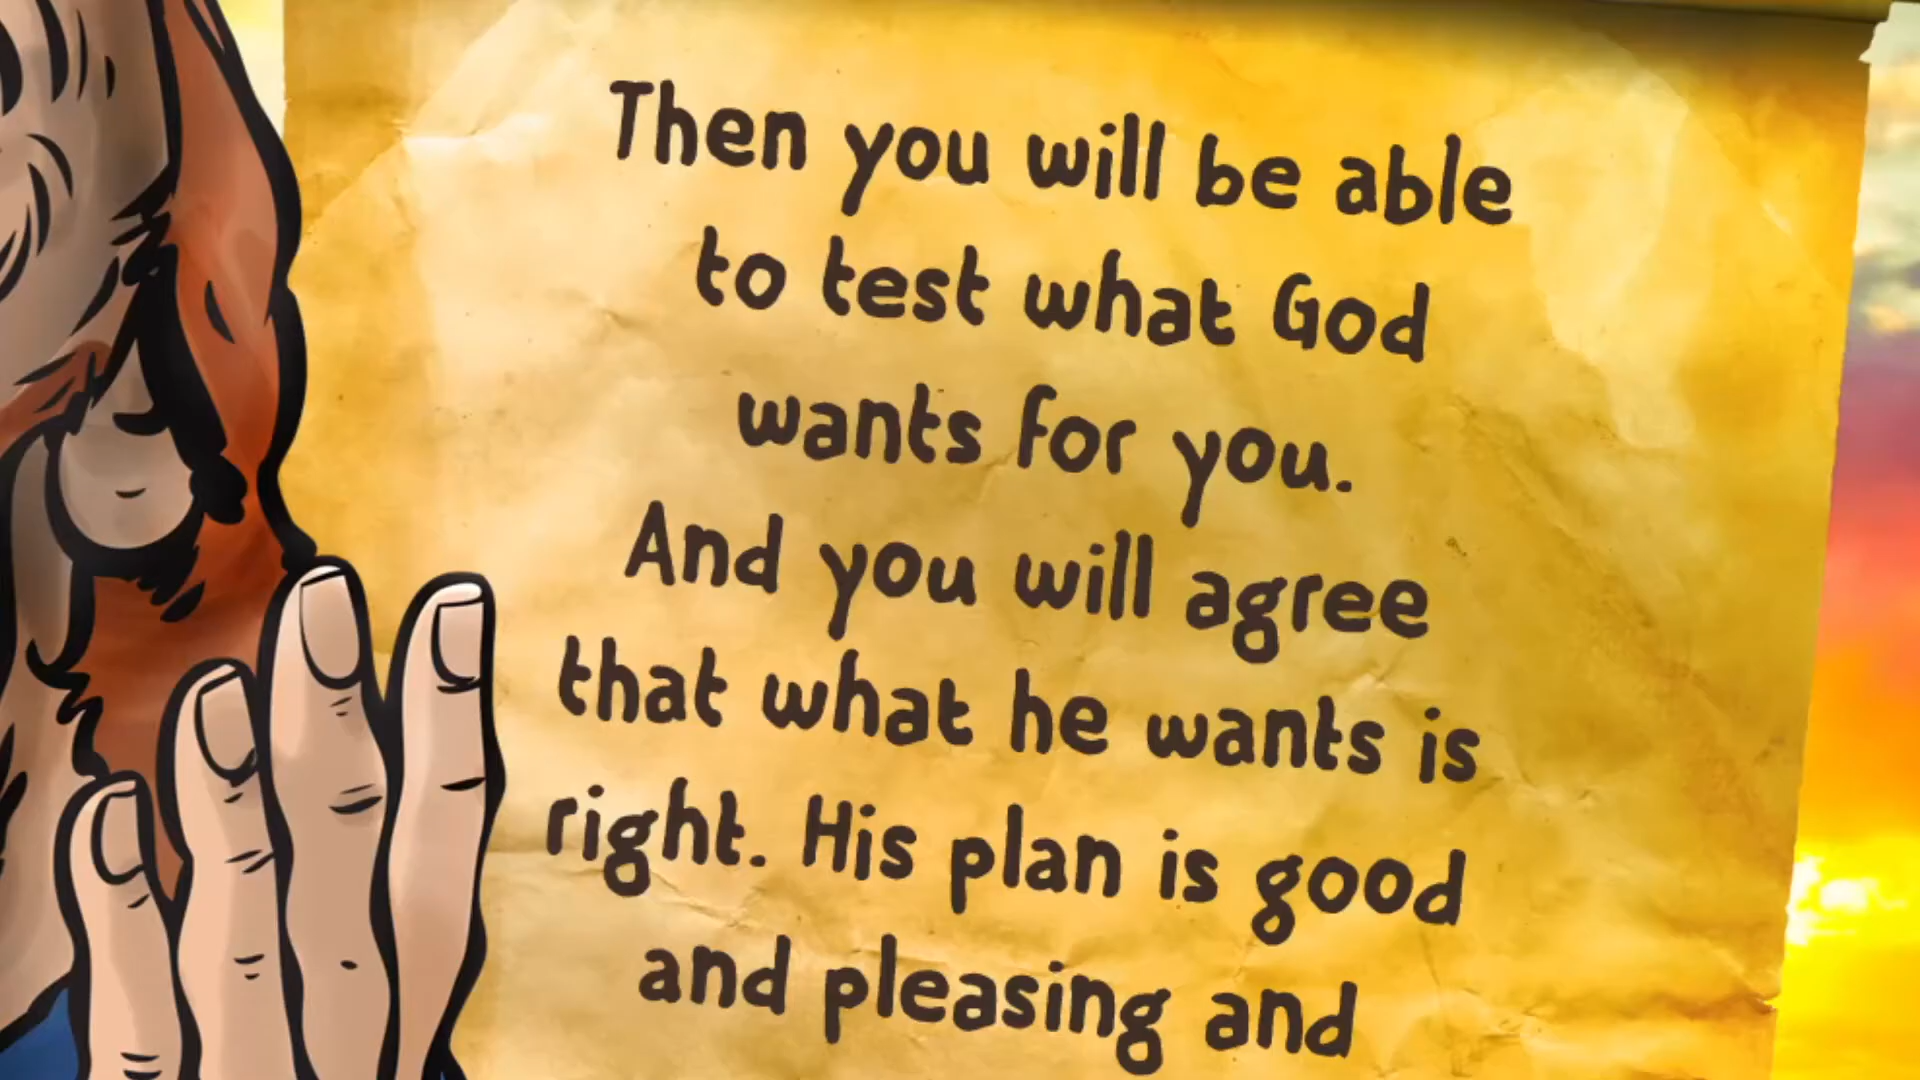 Then you will be able
to test what God
wants for you.
And you will agree
that what he wants is
right. His plan is good
and pleasing and